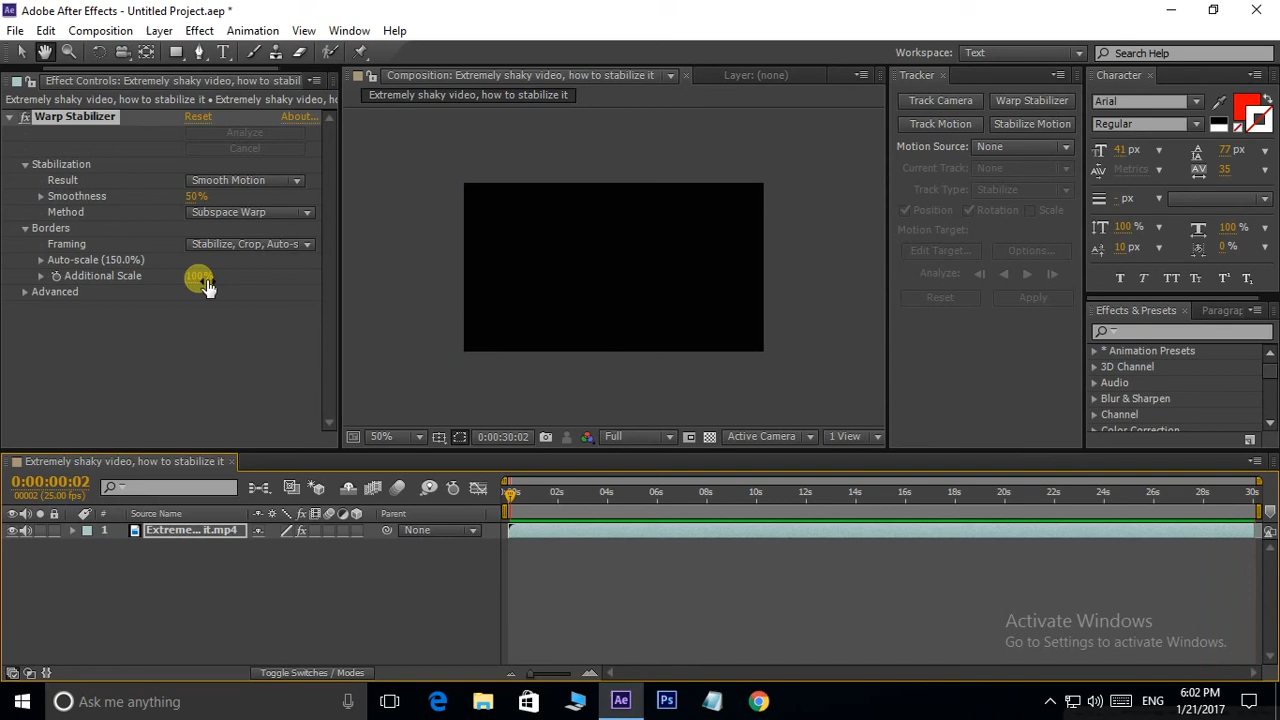 Adobe After Effects - Untitled Project.aep *
File Edit Composition Layer Effect Animation View Window Help
Workspace: Text Search Help
Effect Controls: Extremely shaky video, how to stabil
Extremely shaky video, how to stabilize it • Extremely shaky video, ho
fx Warp Stabilizer Reset About...
Analyze
Cancel
Stabilization
Result Smooth Motion
Smoothness 50%
Method Subspace Warp
Borders
Framing Stabilize, Crop, Auto-s
Auto-scale (150.0%)
Additional Scale 100%
Advanced
Composition: Extremely shaky video, how to stabilize it Layer: (none)
Extremely shaky video, how to stabilize it
50% 0:00:30:02 Full Active Camera 1 View
Tracker
Track Camera Warp Stabilizer
Track Motion Stabilize Motion
Motion Source: None
Current Track: None
Track Type: Stabilize
Position Rotation Scale
Motion Target:
Edit Target... Options...
Analyze:
Reset Apply
Character
Arial
Regular
41 px 77 px
Metrics 35
- px
100 % 100 %
10 px 0 %
T T TT Tт T¹ T₁
Effects & Presets Paragrap
* Animation Presets
3D Channel
Audio
Blur & Sharpen
Channel
Color Correction
Extremely shaky video, how to stabilize it
0:00:00:02
00002 (25.00 fps)
:00s 02s 04s 06s 08s 10s 12s 14s 16s 18s 20s 22s 24s 26s 28s 30s
# Source Name fx Parent
1 Extreme... it.mp4 fx None
Toggle Switches / Modes
Activate Windows
Go to Settings to activate Windows.
Ask me anything
ENG
6:02 PM
1/21/2017